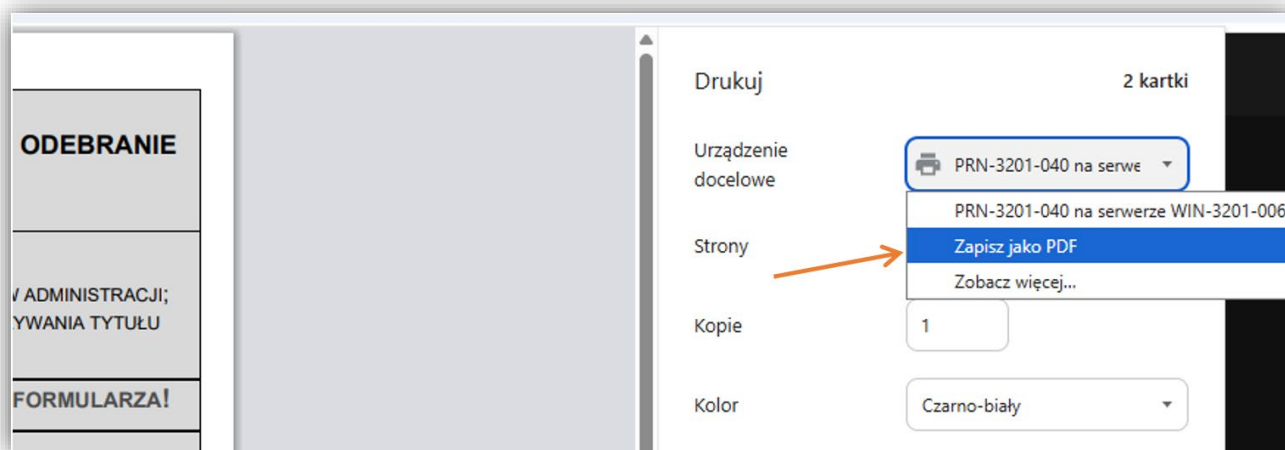 ODEBRANIE
W ADMINISTRACJI;
YWANIA TYTUŁU
FORMULARZA!
Drukuj
2 kartki
Urządzenie
docelowe
PRN-3201-040 na serwe
PRN-3201-040 na serwerze WIN-3201-006
Zapisz jako PDF
Zobacz więcej...
Strony
Kopie
1
Kolor
Czarno-biały